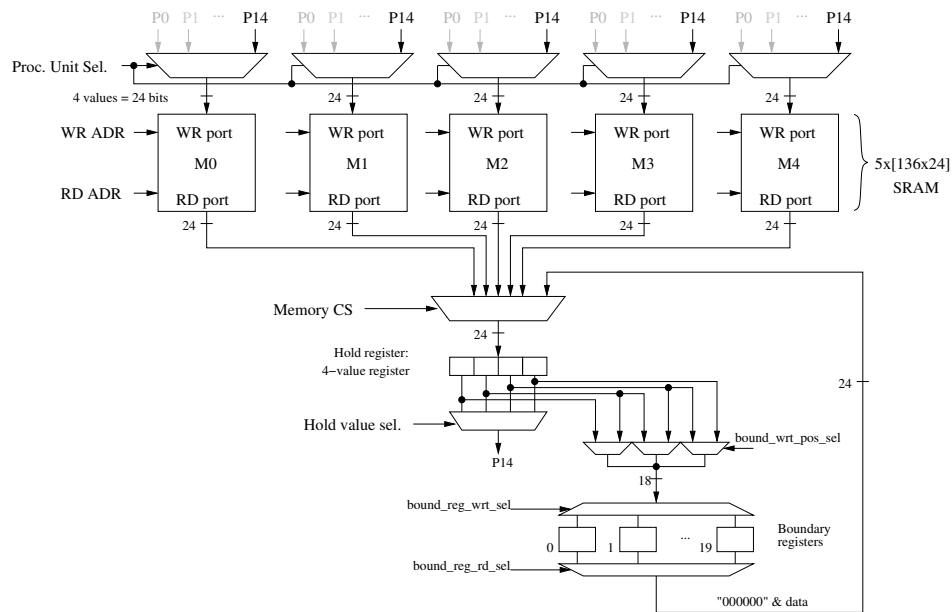 P0 P1 ... P14 P0 P1 ... P14 P0 P1 ... P14 P0 P1 ... P14 P0 P1 ... P14
Proc. Unit Sel.
4 values = 24 bits 24 24 24 24
WR ADR WR port WR port WR port WR port WR port
M0 M1 M2 M3 M4 5x[136x24]
SRAM
RD ADR RD port RD port RD port RD port RD port
24 24 24 24 24
Memory CS
24
Hold register:
4-value register
24
Hold value sel.
bound_wrt_pos_sel
P14
18
bound_reg_wrt_sel
Boundary
registers
0 1 ... 19
bound_reg_rd_sel
"000000" & data